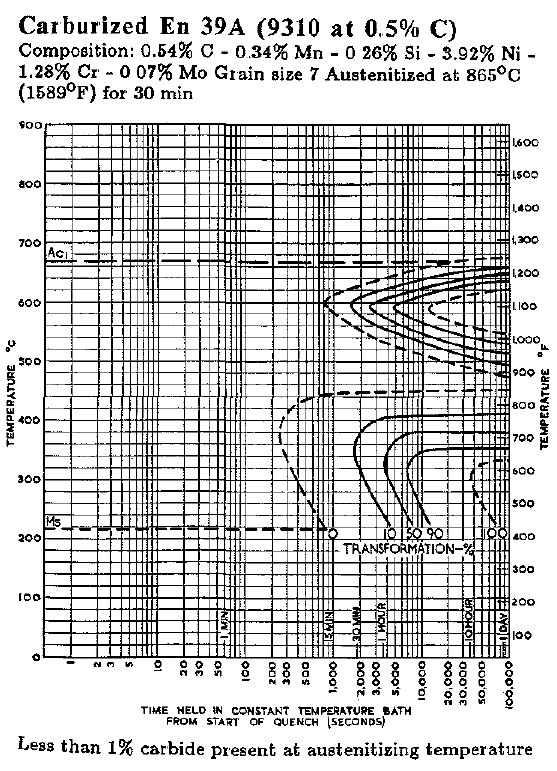 Carburized En 39A (9310 at 0.5% C)
Composition: 0.54% C - 0.34% Mn - 0 26% Si - 3.92% Ni -
1.28% Cr - 0 07% Mo Grain size 7 Austenitized at 865°C
(1589°F) for 30 min
900
800
700
600
500
400
300
200
100
0
TEMPERATURE °C
1,600
1,500
1,400
1,300
1,200
1,100
1,000
900
800
700
600
500
400
300
200
100
TEMPERATURE °F
Ac1
Ms
0 10 50 90 100
TRANSFORMATION-%
1 MIN
15 MIN
30 MIN
1 HOUR
10 HOUR
1 DAY
1 2 3 5 10 20 30 50 100 200 300 500 1,000 2,000 3,000 5,000 10,000 20,000 30,000 50,000 100,000
TIME HELD IN CONSTANT TEMPERATURE BATH
FROM START OF QUENCH (SECONDS)
Less than 1% carbide present at austenitizing temperature